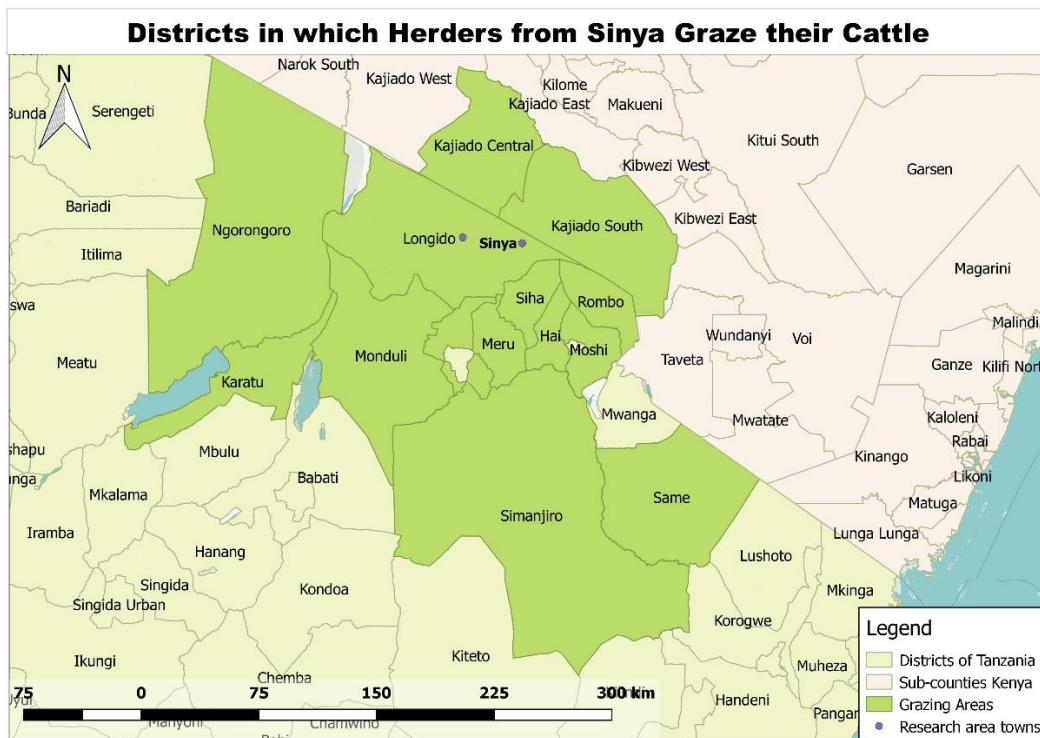 Districts in which Herders from Sinya Graze their Cattle
N
Narok South
Kajiado West
Kilome
Kajiado East
Makueni
Serengeti
Bunda
Kitui South
Kajiado Central
Kibwezi West
Garsen
Bariadi
Ngorongoro
Kibwezi East
Kajiado South
Longido
Sinya
Itilima
Magarini
Siha
Rombo
Malindi
Meru
Hai
Moshi
Wundanyi
Voi
Monduli
Taveta
Ganze
Kilifi Nort
Meatu
Karatu
Mwanga
Mwatate
Kaloleni
Rabai
Mbulu
Kinango
Likoni
Babati
Mkalama
Same
Matuga
Simanjiro
Iramba
Lunga Lunga
Hanang
Lushoto
Singida
Kondoa
Mkinga
Singida Urban
Korogwe
Ikungi
Kiteto
Muheza
Chemba
Handeni
Pangan
Manyoni
Chamwino
75 0 75 150 225 300 km
Legend
Districts of Tanzania
Sub-counties Kenya
Grazing Areas
Research area towns